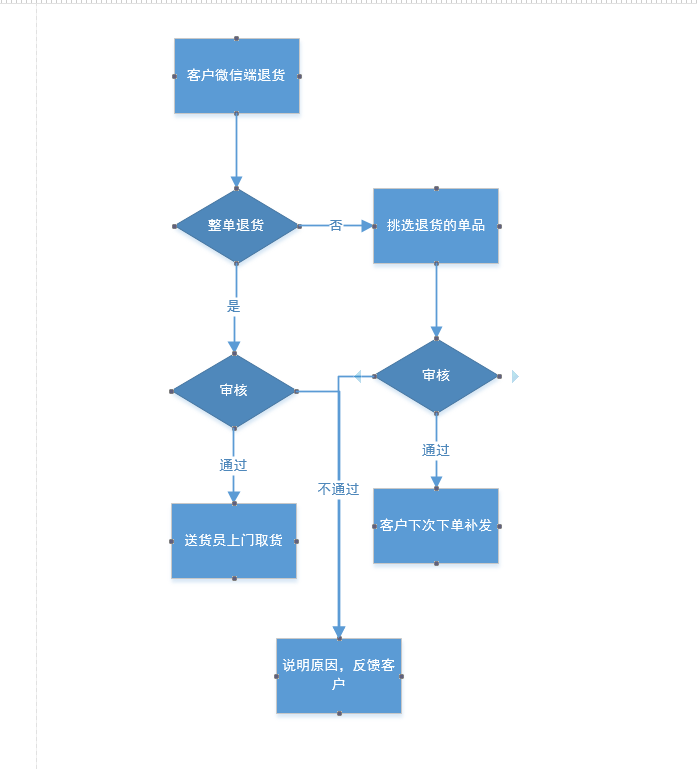 客户微信端退货
整单退货
否
挑选退货的单品
是
审核
审核
通过
通过
不通过
送货员上门取货
客户下次下单补发
说明原因，反馈客
户